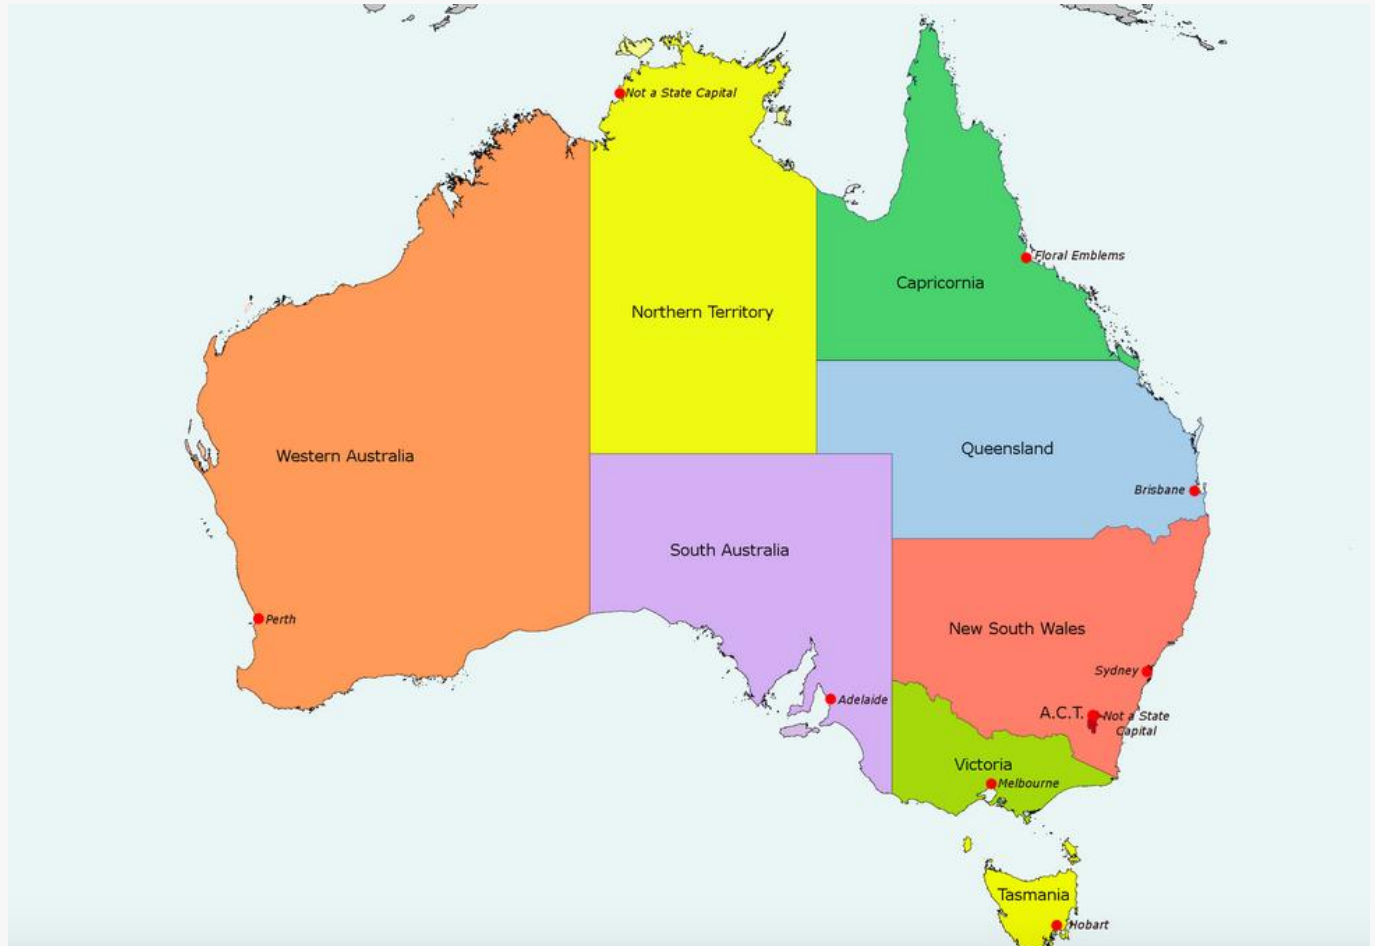 Not a State Capital
Floral Emblems
Capricornia
Northern Territory
Queensland
Western Australia
Brisbane
South Australia
Perth
New South Wales
Sydney
Adelaide
A.C.T.
Not a State
Capital
Victoria
Melbourne
Tasmania
Hobart